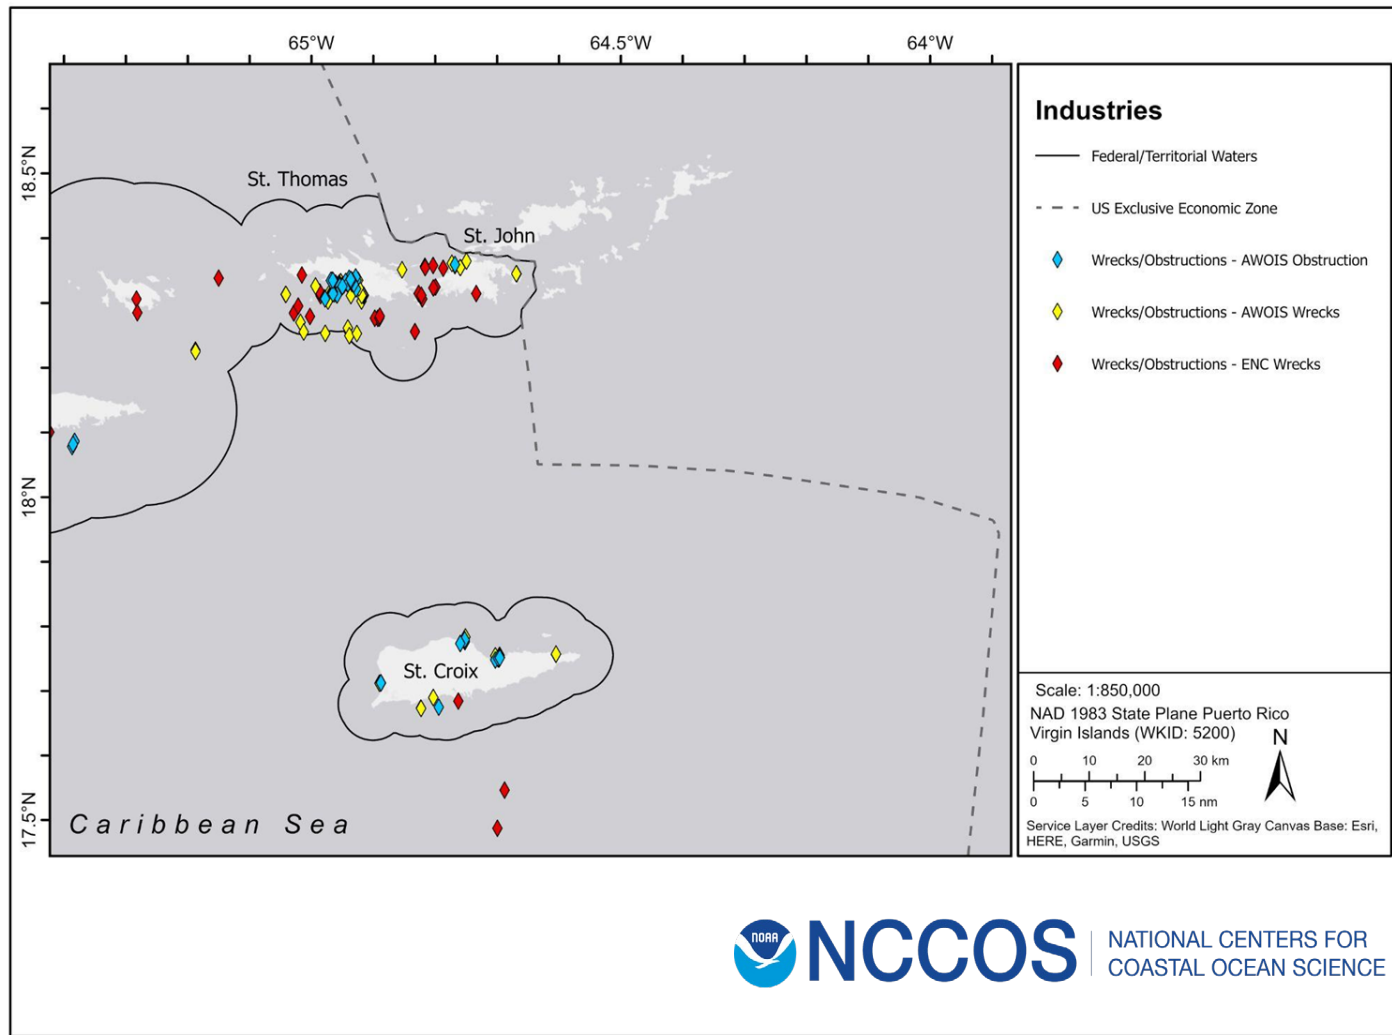 65°W 64.5°W 64°W
18.5°N
18°N
17.5°N
St. Thomas
St. John
St. Croix
Caribbean Sea
Industries
Federal/Territorial Waters
US Exclusive Economic Zone
Wrecks/Obstructions - AWOIS Obstruction
Wrecks/Obstructions - AWOIS Wrecks
Wrecks/Obstructions - ENC Wrecks
Scale: 1:850,000
NAD 1983 State Plane Puerto Rico
Virgin Islands (WKID: 5200)
N
0 10 20 30 km
0 5 10 15 nm
Service Layer Credits: World Light Gray Canvas Base: Esri,
HERE, Garmin, USGS
NOAA
NCCOS
NATIONAL CENTERS FOR
COASTAL OCEAN SCIENCE